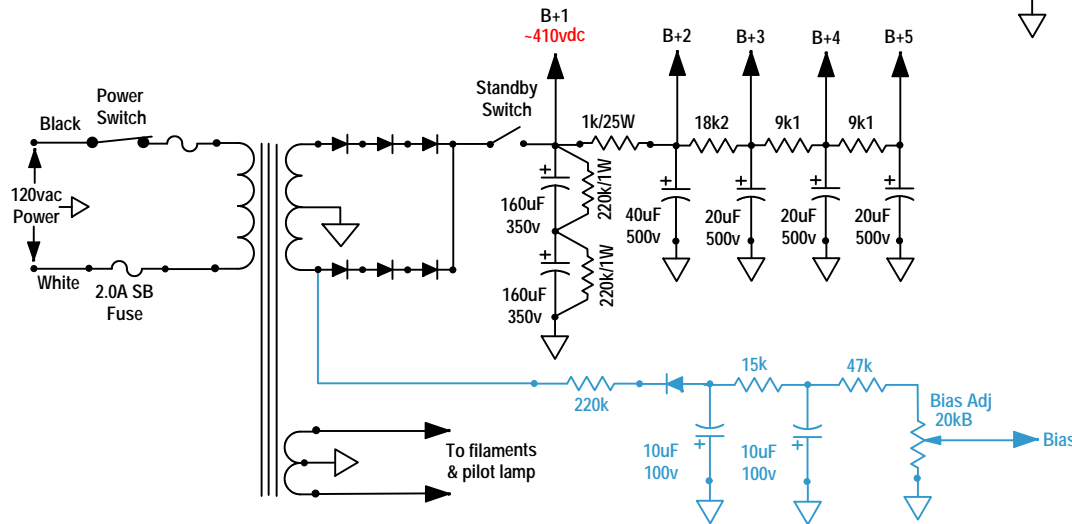 B+1
~410vdc
B+2
B+3
B+4
B+5
Power
Switch
Black
Standby
Switch
1k/25W
18k2
9k1
9k1
120vac
Power
+
160uF
350v
220k/1W
+
40uF
500v
+
20uF
500v
+
20uF
500v
+
20uF
500v
White
2.0A SB
Fuse
+
160uF
350v
220k/1W
220k
15k
47k
Bias Adj
20kB
Bias
10uF
100v
+
10uF
100v
+
To filaments
& pilot lamp